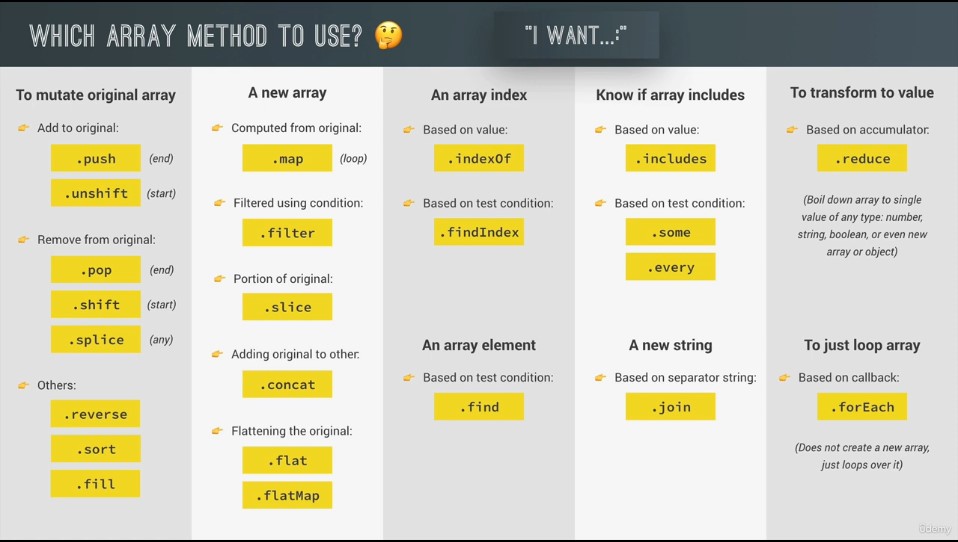 WHICH ARRAY METHOD TO USE? 🤔
"I WANT...:"
To mutate original array
👉 Add to original:
.push (end)
.unshift (start)
👉 Remove from original:
.pop (end)
.shift (start)
.splice (any)
👉 Others:
.reverse
.sort
.fill
A new array
👉 Computed from original:
.map (loop)
👉 Filtered using condition:
.filter
👉 Portion of original:
.slice
👉 Adding original to other:
.concat
👉 Flattening the original:
.flat
.flatMap
An array index
👉 Based on value:
.indexOf
👉 Based on test condition:
.findIndex
An array element
👉 Based on test condition:
.find
Know if array includes
👉 Based on value:
.includes
👉 Based on test condition:
.some
.every
A new string
👉 Based on separator string:
.join
To transform to value
👉 Based on accumulator:
.reduce
(Boil down array to single
value of any type: number,
string, boolean, or even new
array or object)
To just loop array
👉 Based on callback:
.forEach
(Does not create a new array,
just loops over it)
ûdemy